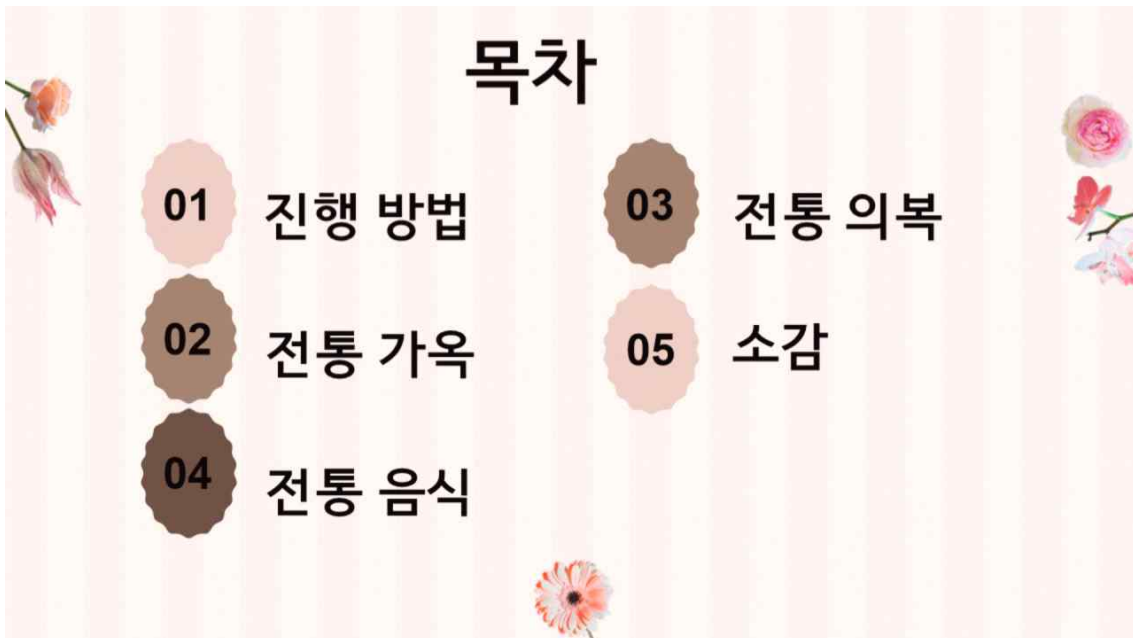 목차
01 진행 방법
02 전통 가옥
03 전통 의복
04 전통 음식
05 소감